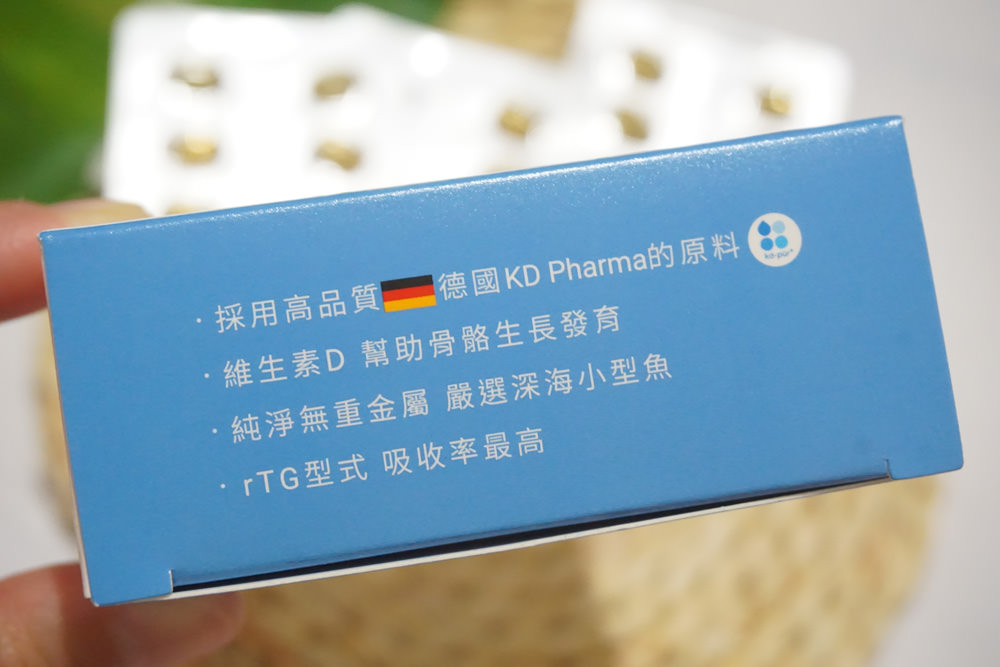 · 採用高品質德國KD Pharma的原料
kd-pür®
· 維生素D 幫助骨骼生長發育
· 純淨無重金屬 嚴選深海小型魚
· rTG型式 吸收率最高